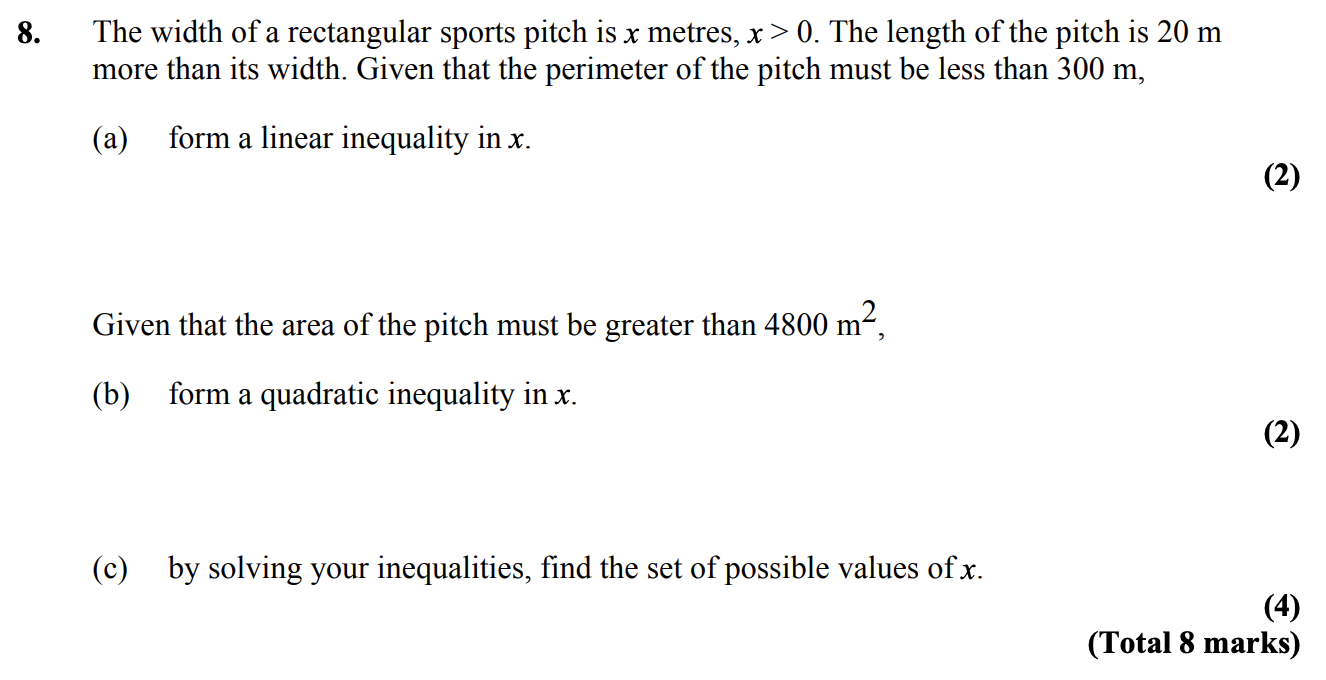 8. The width of a rectangular sports pitch is x metres, x > 0. The length of the pitch is 20 m
more than its width. Given that the perimeter of the pitch must be less than 300 m,
(a) form a linear inequality in x.
(2)
Given that the area of the pitch must be greater than 4800 m²,
(b) form a quadratic inequality in x.
(2)
(c) by solving your inequalities, find the set of possible values of x.
(4)
(Total 8 marks)